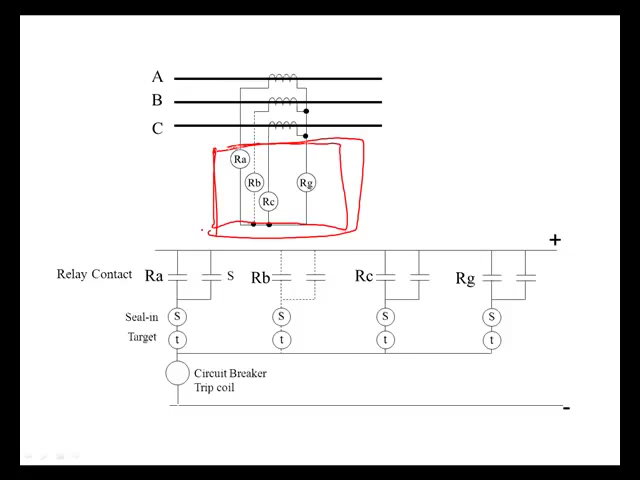 A
B
C
Ra
Rb
Rc
Rg
+
Relay Contact Ra S Rb Rc Rg
Seal-in S S S S
Target t t t t
Circuit Breaker
Trip coil
-